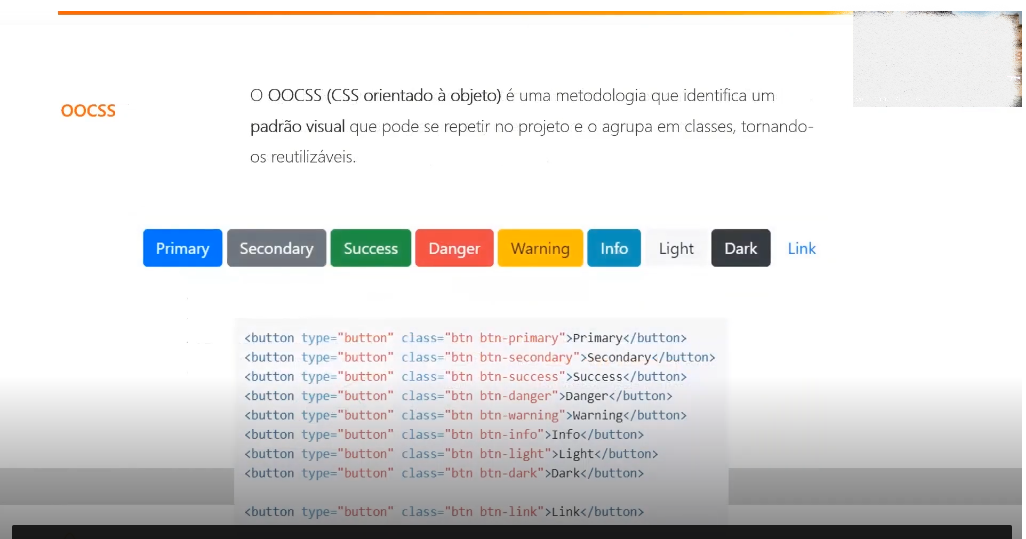 OOCSS
O OOCSS (CSS orientado à objeto) é uma metodologia que identifica um
padrão visual que pode se repetir no projeto e o agrupa em classes, tornando-
os reutilizáveis.
Primary Secondary Success Danger Warning Info Light Dark Link
<button type="button" class="btn btn-primary">Primary</button>
<button type="button" class="btn btn-secondary">Secondary</button>
<button type="button" class="btn btn-success">Success</button>
<button type="button" class="btn btn-danger">Danger</button>
<button type="button" class="btn btn-warning">Warning</button>
<button type="button" class="btn btn-info">Info</button>
<button type="button" class="btn btn-light">Light</button>
<button type="button" class="btn btn-dark">Dark</button>
<button type="button" class="btn btn-link">Link</button>